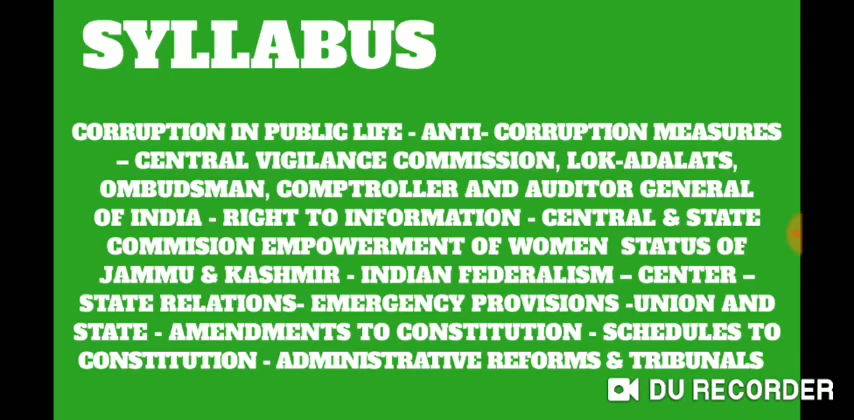 SYLLABUS
CORRUPTION IN PUBLIC LIFE - ANTI- CORRUPTION MEASURES
– CENTRAL VIGILANCE COMMISSION, LOK-ADALATS,
OMBUDSMAN, COMPTROLLER AND AUDITOR GENERAL
OF INDIA - RIGHT TO INFORMATION - CENTRAL & STATE
COMMISION EMPOWERMENT OF WOMEN STATUS OF
JAMMU & KASHMIR - INDIAN FEDERALISM – CENTER –
STATE RELATIONS- EMERGENCY PROVISIONS -UNION AND
STATE - AMENDMENTS TO CONSTITUTION - SCHEDULES TO
CONSTITUTION - ADMINISTRATIVE REFORMS & TRIBUNALS
DU RECORDER